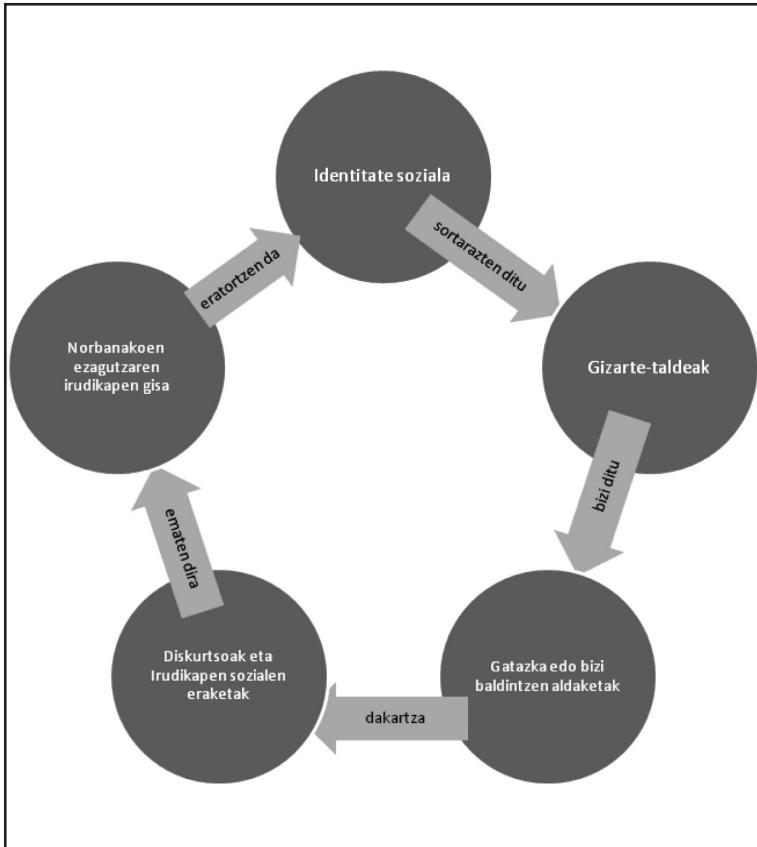 Identitate soziala
sortarazten ditu
Gizarte-taldeak
bizi ditu
Gatazka edo bizi
baldintzen aldaketak
dakartza
Diskurtsoak eta
Irudikapen sozialen
eraketak
ematen dira
Norbanakoen
ezagutzaren
irudikapen gisa
eratortzen da